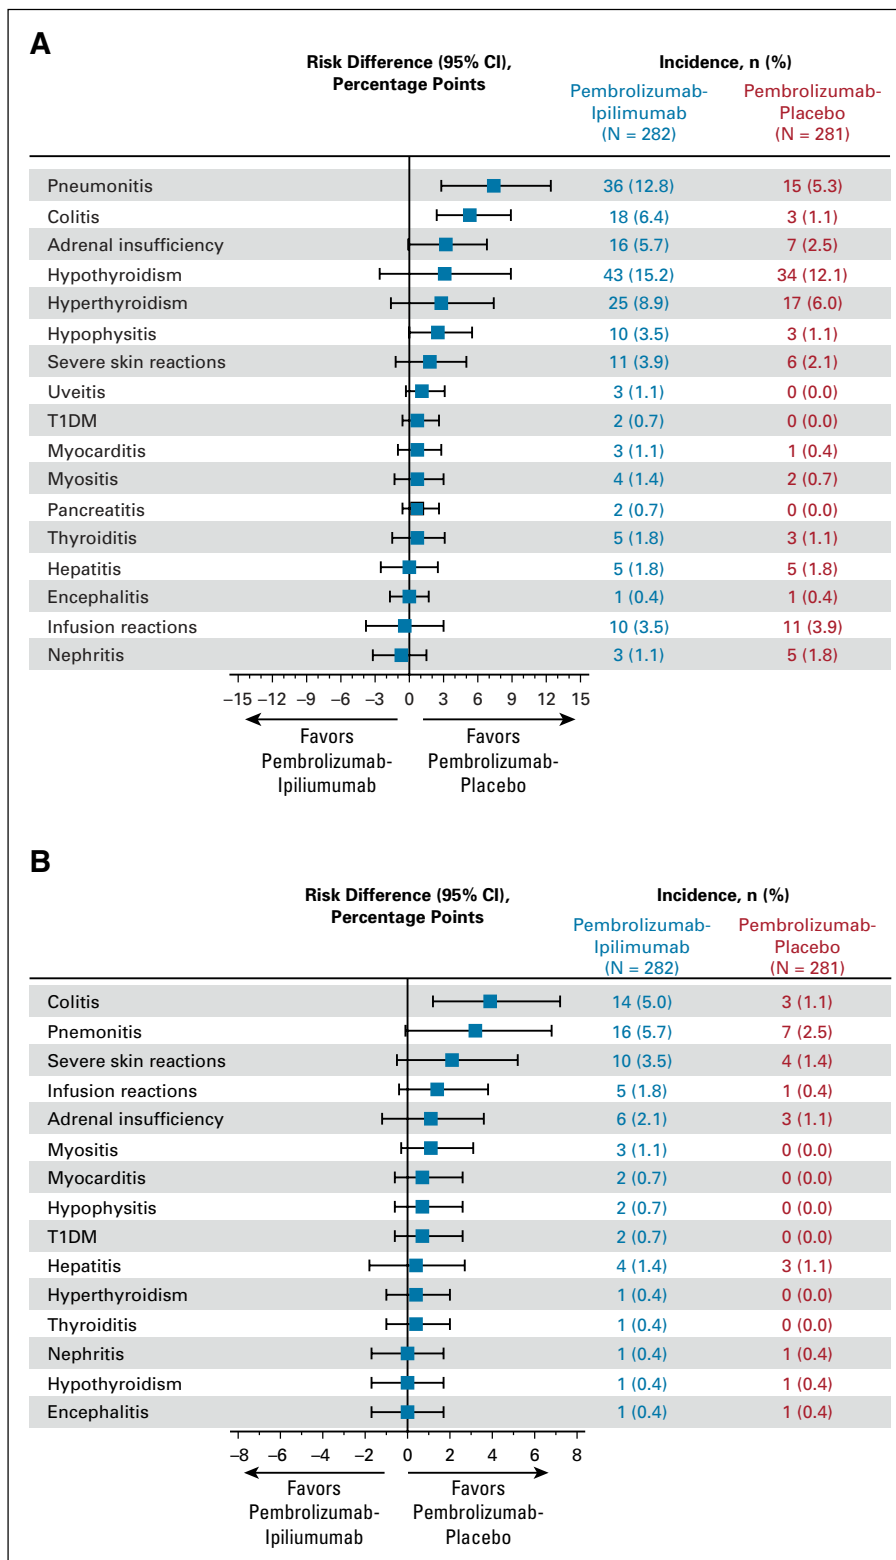 A
Risk Difference (95% CI),
Percentage Points
Incidence, n (%)
Pembrolizumab-
Ipilimumab
(N = 282)
Pembrolizumab-
Placebo
(N = 281)
Pneumonitis 36 (12.8) 15 (5.3)
Colitis 18 (6.4) 3 (1.1)
Adrenal insufficiency 16 (5.7) 7 (2.5)
Hypothyroidism 43 (15.2) 34 (12.1)
Hyperthyroidism 25 (8.9) 17 (6.0)
Hypophysitis 10 (3.5) 3 (1.1)
Severe skin reactions 11 (3.9) 6 (2.1)
Uveitis 3 (1.1) 0 (0.0)
T1DM 2 (0.7) 0 (0.0)
Myocarditis 3 (1.1) 1 (0.4)
Myositis 4 (1.4) 2 (0.7)
Pancreatitis 2 (0.7) 0 (0.0)
Thyroiditis 5 (1.8) 3 (1.1)
Hepatitis 5 (1.8) 5 (1.8)
Encephalitis 1 (0.4) 1 (0.4)
Infusion reactions 10 (3.5) 11 (3.9)
Nephritis 3 (1.1) 5 (1.8)
–15 –12 –9 –6 –3 0 3 6 9 12 15
Favors
Pembrolizumab-
Ipiliumumab
Favors
Pembrolizumab-
Placebo
B
Risk Difference (95% CI),
Percentage Points
Incidence, n (%)
Pembrolizumab-
Ipilimumab
(N = 282)
Pembrolizumab-
Placebo
(N = 281)
Colitis 14 (5.0) 3 (1.1)
Pnemonitis 16 (5.7) 7 (2.5)
Severe skin reactions 10 (3.5) 4 (1.4)
Infusion reactions 5 (1.8) 1 (0.4)
Adrenal insufficiency 6 (2.1) 3 (1.1)
Myositis 3 (1.1) 0 (0.0)
Myocarditis 2 (0.7) 0 (0.0)
Hypophysitis 2 (0.7) 0 (0.0)
T1DM 2 (0.7) 0 (0.0)
Hepatitis 4 (1.4) 3 (1.1)
Hyperthyroidism 1 (0.4) 0 (0.0)
Thyroiditis 1 (0.4) 0 (0.0)
Nephritis 1 (0.4) 1 (0.4)
Hypothyroidism 1 (0.4) 1 (0.4)
Encephalitis 1 (0.4) 1 (0.4)
–8 –6 –4 –2 0 2 4 6 8
Favors
Pembrolizumab-
Ipiliumumab
Favors
Pembrolizumab-
Placebo